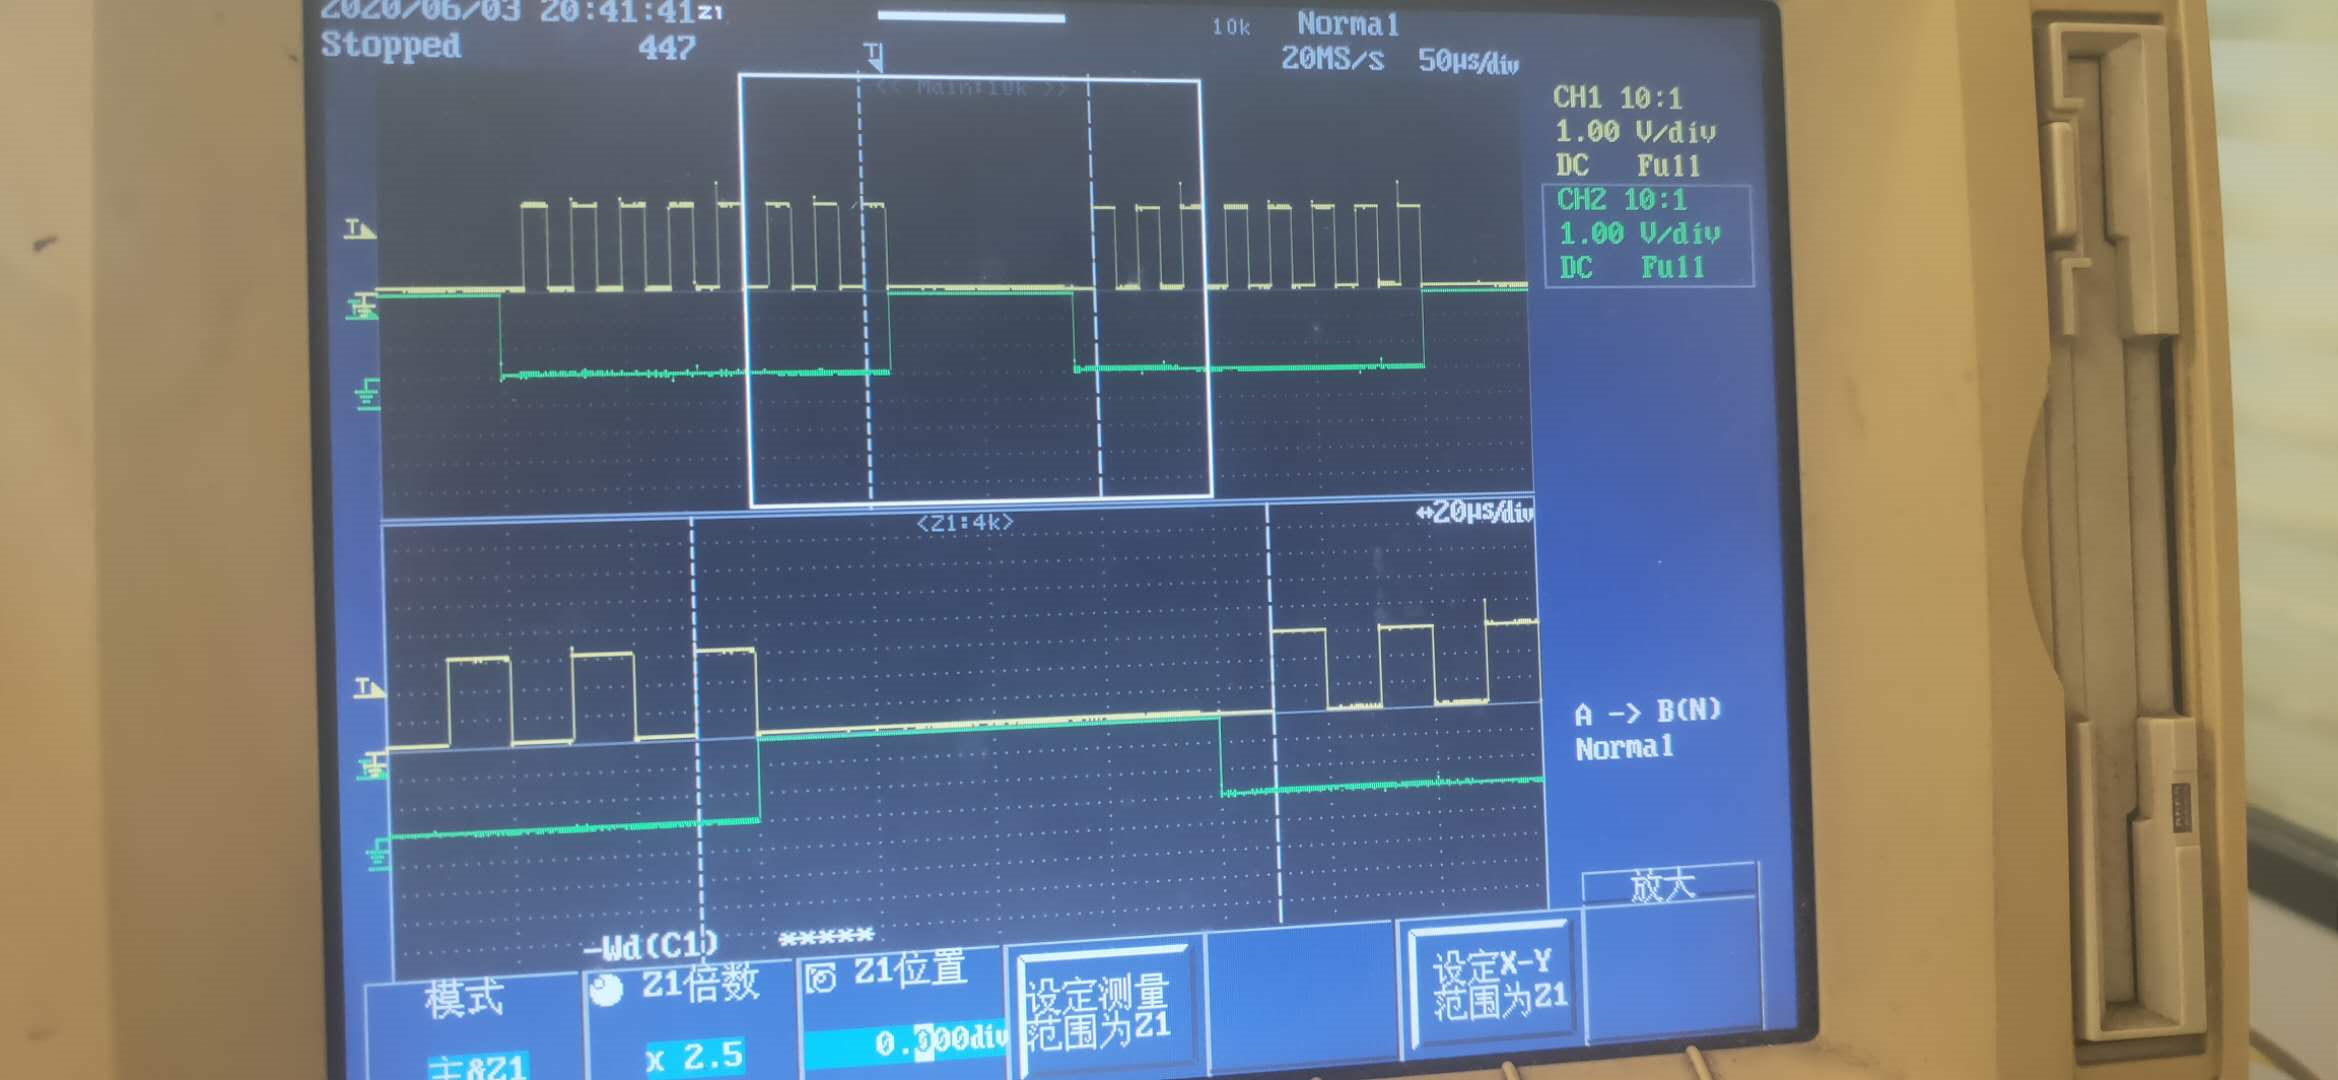 2020/06/03 20:41:41 Z1
Stopped 447
10k Normal
20MS/s 50μs/div
T
<< Main:10k >>
CH1 10:1
1.00 V/div
DC Full
CH2 10:1
1.00 V/div
DC Full
T
<Z1:4k>
↔20μs/div
T
A -> B(N)
Normal
放大
-Wd(C1) *****
模式
主&Z1
Z1倍数
x 2.5
Z1位置
0.000div
设定测量
范围为Z1
设定X-Y
范围为Z1